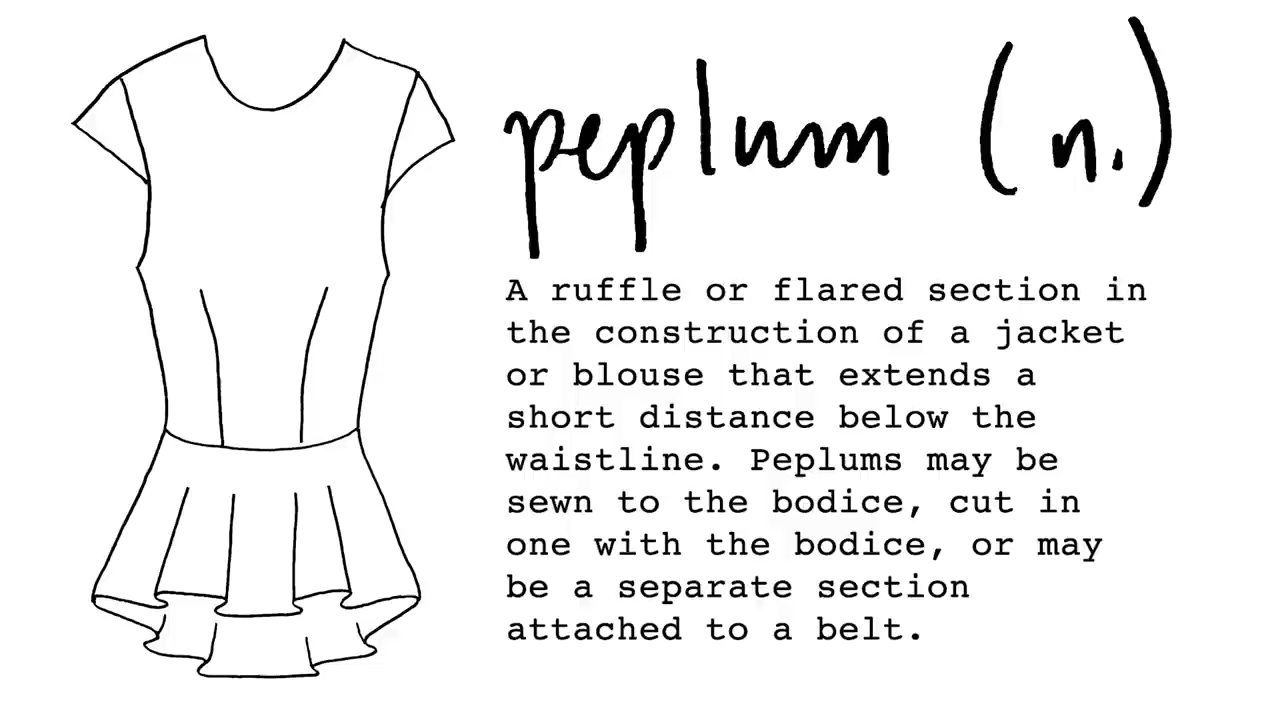 peplum (n.)
A ruffle or flared section in
the construction of a jacket
or blouse that extends a
short distance below the
waistline. Peplums may be
sewn to the bodice, cut in
one with the bodice, or may
be a separate section
attached to a belt.